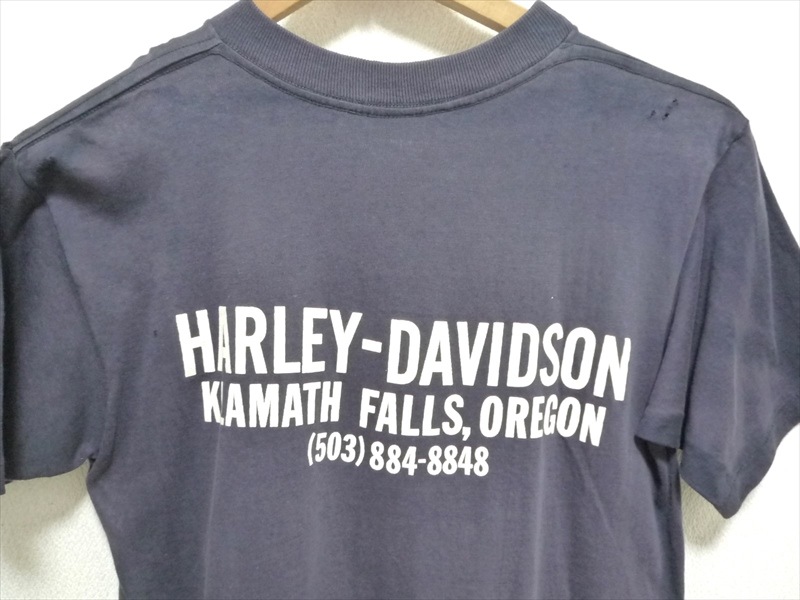 HARLEY-DAVIDSON
KLAMATH FALLS, OREGON
(503) 884-8848